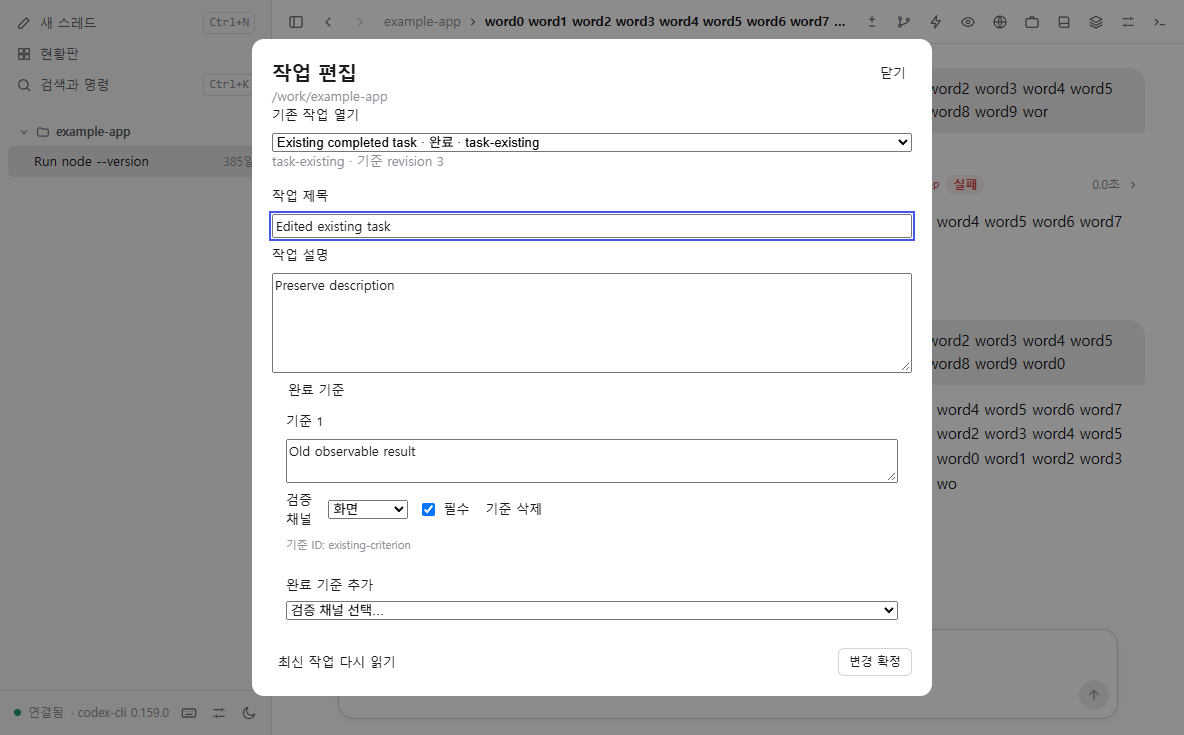 새 스레드 Ctrl+N
현황판
검색과 명령 Ctrl+K
example-app
Run node --version 385일
연결됨 · codex-cli 0.159.0
example-app › word0 word1 word2 word3 word4 word5 word6 word7 ...
작업 편집
닫기
/work/example-app
기존 작업 열기
Existing completed task · 완료 · task-existing
task-existing · 기준 revision 3
작업 제목
Edited existing task
작업 설명
Preserve description
완료 기준
기준 1
Old observable result
검증
채널
화면
필수
기준 삭제
기준 ID: existing-criterion
완료 기준 추가
검증 채널 선택...
최신 작업 다시 읽기
변경 확정
word2 word3 word4 word5
word8 word9 wor
실패 0.0초
word4 word5 word6 word7
word2 word3 word4 word5
word8 word9 word0
word4 word5 word6 word7
word2 word3 word4 word5
word0 word1 word2 word3
wo